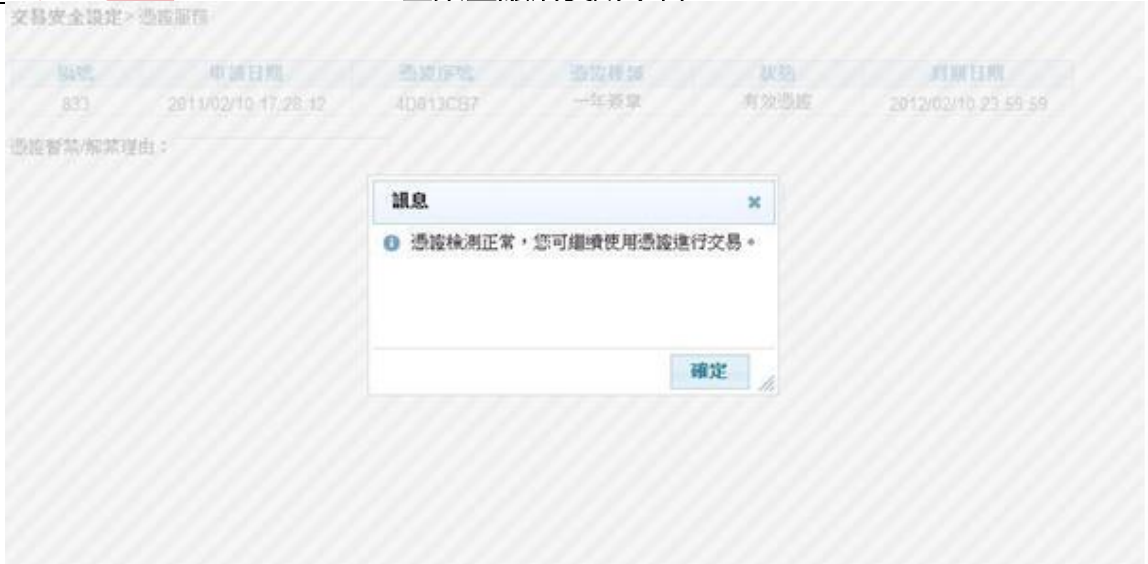 交易安全設定>憑證服務
編號 申請日期 憑證序號 憑證種類 狀態 到期日期
833 2011/02/10 17:28:12 4D813CB7 一年簽章 有效憑證 2012/02/10 23:59:59
憑證暫禁/解禁理由：
訊息
憑證檢測正常，您可繼續使用憑證進行交易。
確定